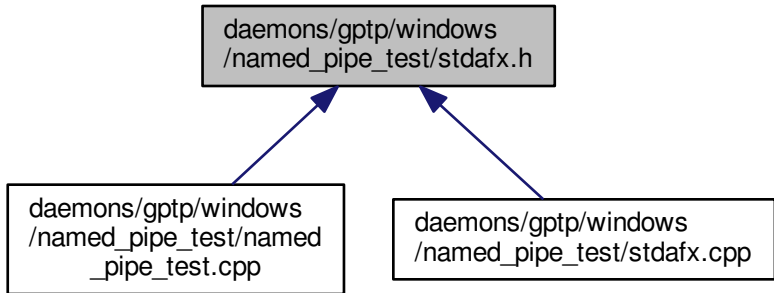 daemons/gptp/windows
/named_pipe_test/stdafx.h
daemons/gptp/windows
/named_pipe_test/named
_pipe_test.cpp
daemons/gptp/windows
/named_pipe_test/stdafx.cpp